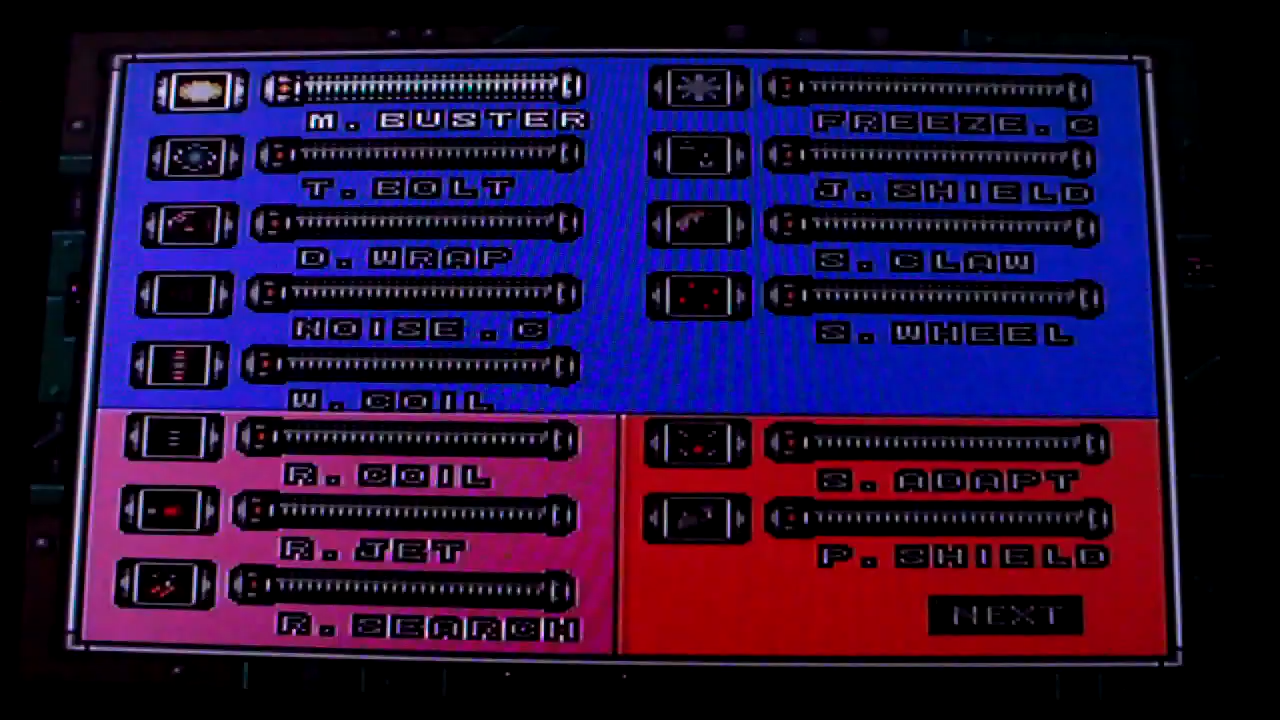 M.BUSTER
T.BOLT
D.WRAP
NOISE.C
W.COIL
FREEZE.C
J.SHIELD
S.CLAW
S.WHEEL
R.COIL
R.JET
R.SEARCH
S.ADAPT
P.SHIELD
NEXT